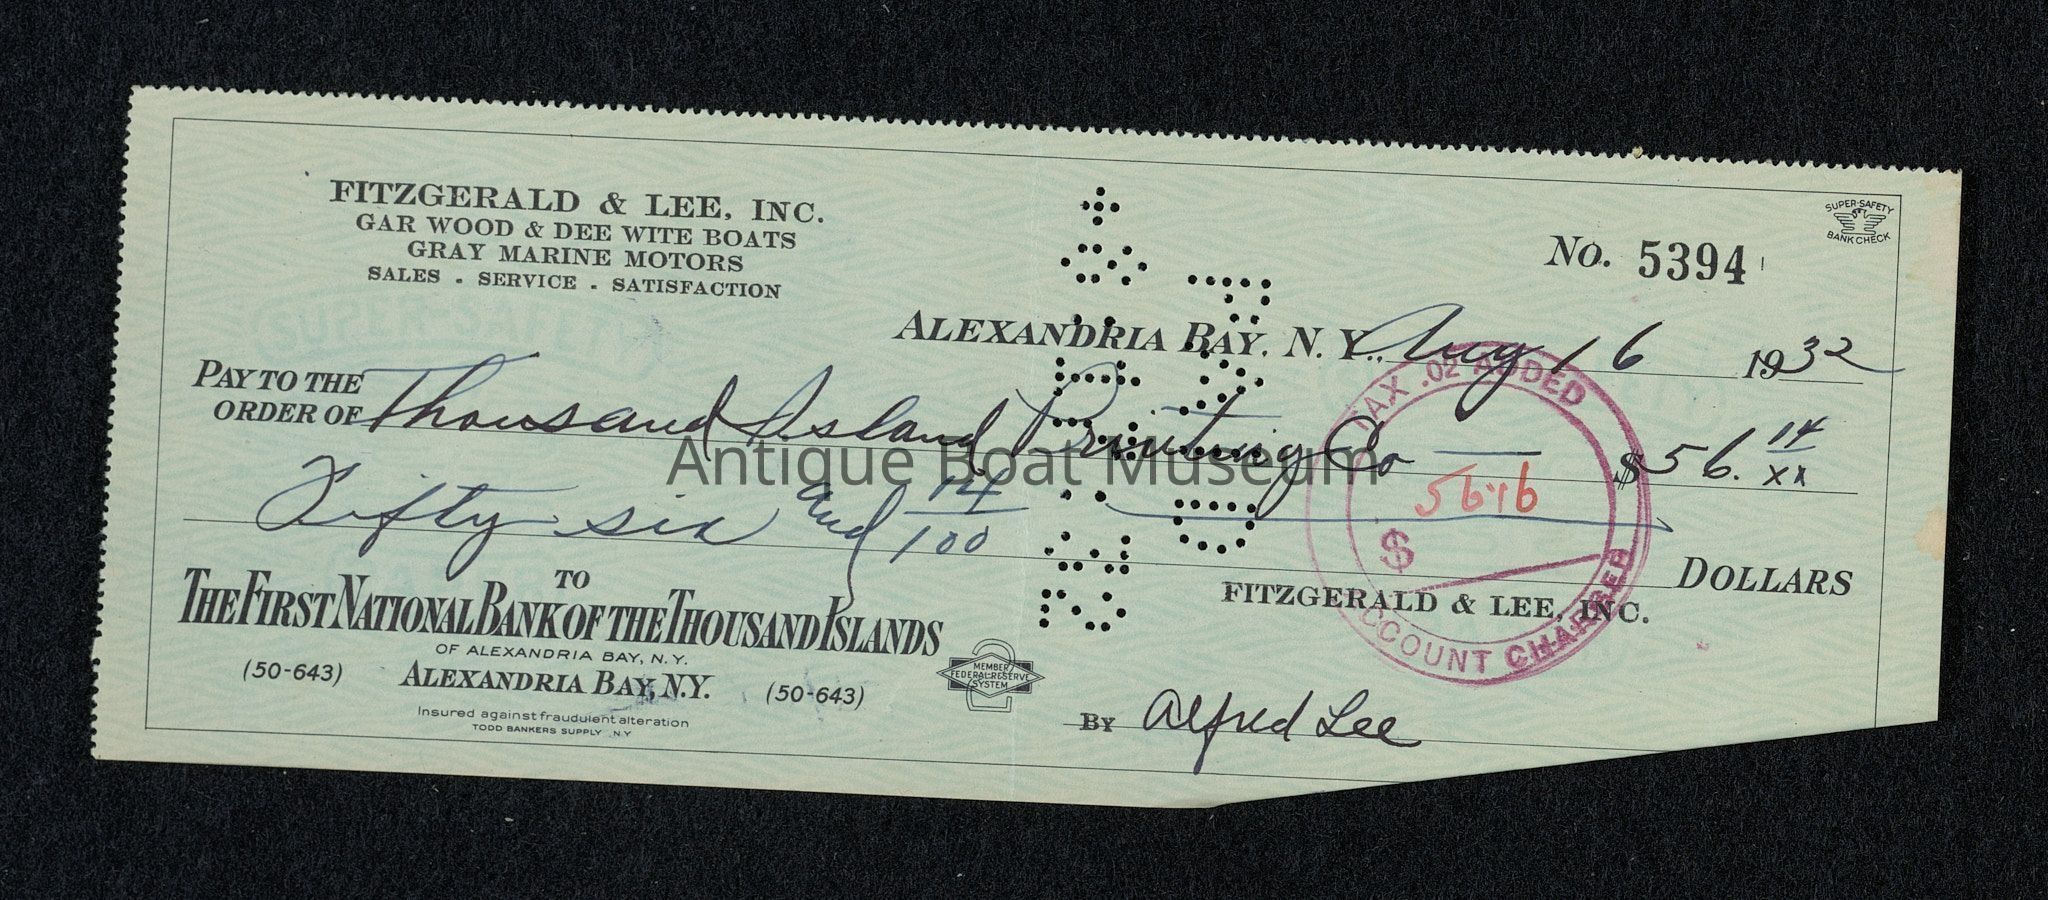 FITZGERALD & LEE, INC.
GAR WOOD & DEE WITE BOATS
GRAY MARINE MOTORS
SALES . SERVICE . SATISFACTION
SUPER-SAFETY
BANK CHECK
No. 5394
ALEXANDRIA BAY, N. Y., Aug 16 1932
PAY TO THE
ORDER OF Thousand Island Printing Co $ 56. 14/xx
Fifty six and 14/100 DOLLARS
TAX .02 ADDED
5616
$
ACCOUNT CHARGED
Antique Boat Museum
TO
THE FIRST NATIONAL BANK OF THE THOUSAND ISLANDS
OF ALEXANDRIA BAY, N.Y.
(50-643) ALEXANDRIA BAY, N.Y. (50-643)
Insured against fraudulent alteration
TODD BANKERS SUPPLY N.Y
MEMBER
FEDERAL RESERVE
SYSTEM
FITZGERALD & LEE, INC.
BY Alfred Lee